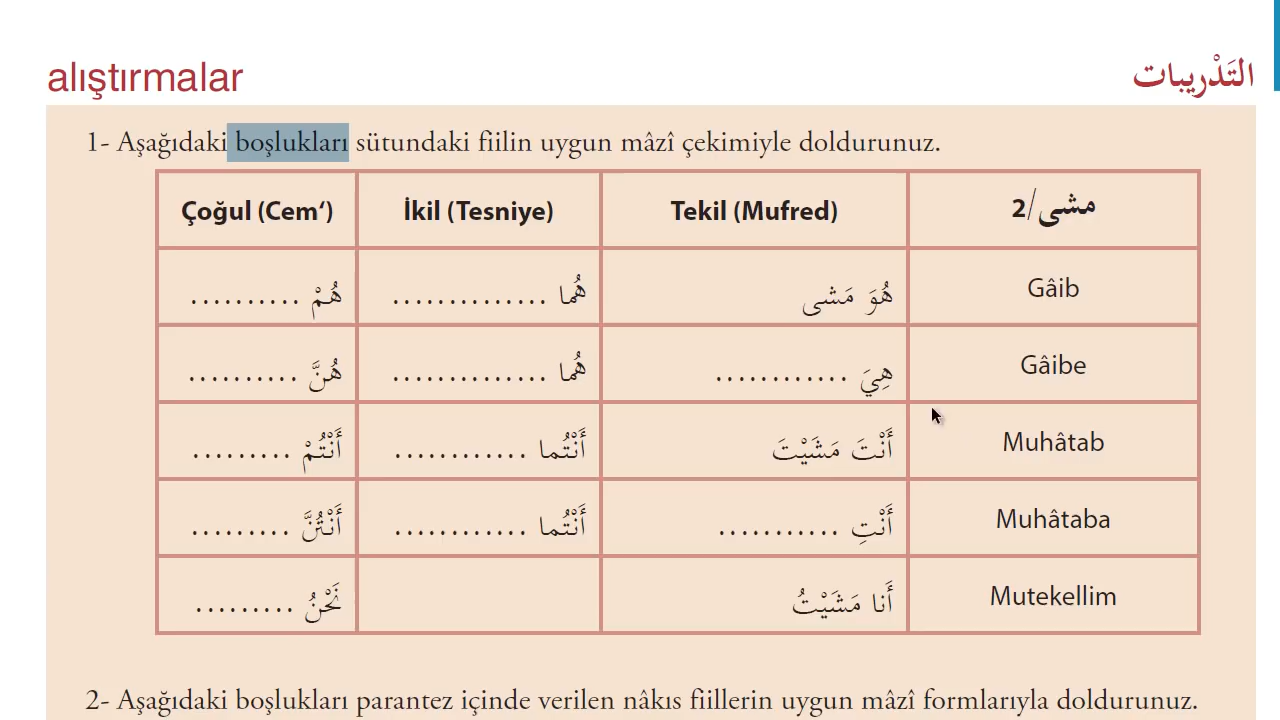 alıştırmalar
التَدْرِيبات
1- Aşağıdaki boşlukları sütundaki fiilin uygun mâzî çekimiyle doldurunuz.
Çoğul (Cem‘) İkil (Tesniye) Tekil (Mufred) مشى/2
هُمْ .......... هُما .............. هُوَ مَشى Gâib
هُنَّ .......... هُما .............. هِيَ ............ Gâibe
أَنْتُمْ ......... أَنْتُما ............ أَنْتَ مَشَيْتَ Muhâtab
أَنْتُنَّ ......... أَنْتُما ............ أَنْتِ ........... Muhâtaba
نَحْنُ ......... أَنا مَشَيْتُ Mutekellim
2- Aşağıdaki boşlukları parantez içinde verilen nâkıs fiillerin uygun mâzî formlarıyla doldurunuz.